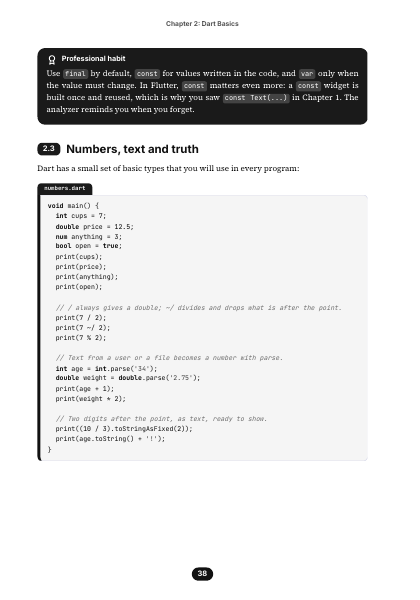 Chapter 2: Dart Basics
Professional habit
Use final by default, const for values written in the code, and var only when
the value must change. In Flutter, const matters even more: a const widget is
built once and reused, which is why you saw const Text(...) in Chapter 1. The
analyzer reminds you when you forget.
2.3 Numbers, text and truth
Dart has a small set of basic types that you will use in every program:
numbers.dart
void main() {
  int cups = 7;
  double price = 12.5;
  num anything = 3;
  bool open = true;
  print(cups);
  print(price);
  print(anything);
  print(open);

  // / always gives a double; ~/ divides and drops what is after the point.
  print(7 / 2);
  print(7 ~/ 2);
  print(7 % 2);

  // Text from a user or a file becomes a number with parse.
  int age = int.parse('34');
  double weight = double.parse('2.75');
  print(age + 1);
  print(weight * 2);

  // Two digits after the point, as text, ready to show.
  print((10 / 3).toStringAsFixed(2));
  print(age.toString() + '!');
}
38